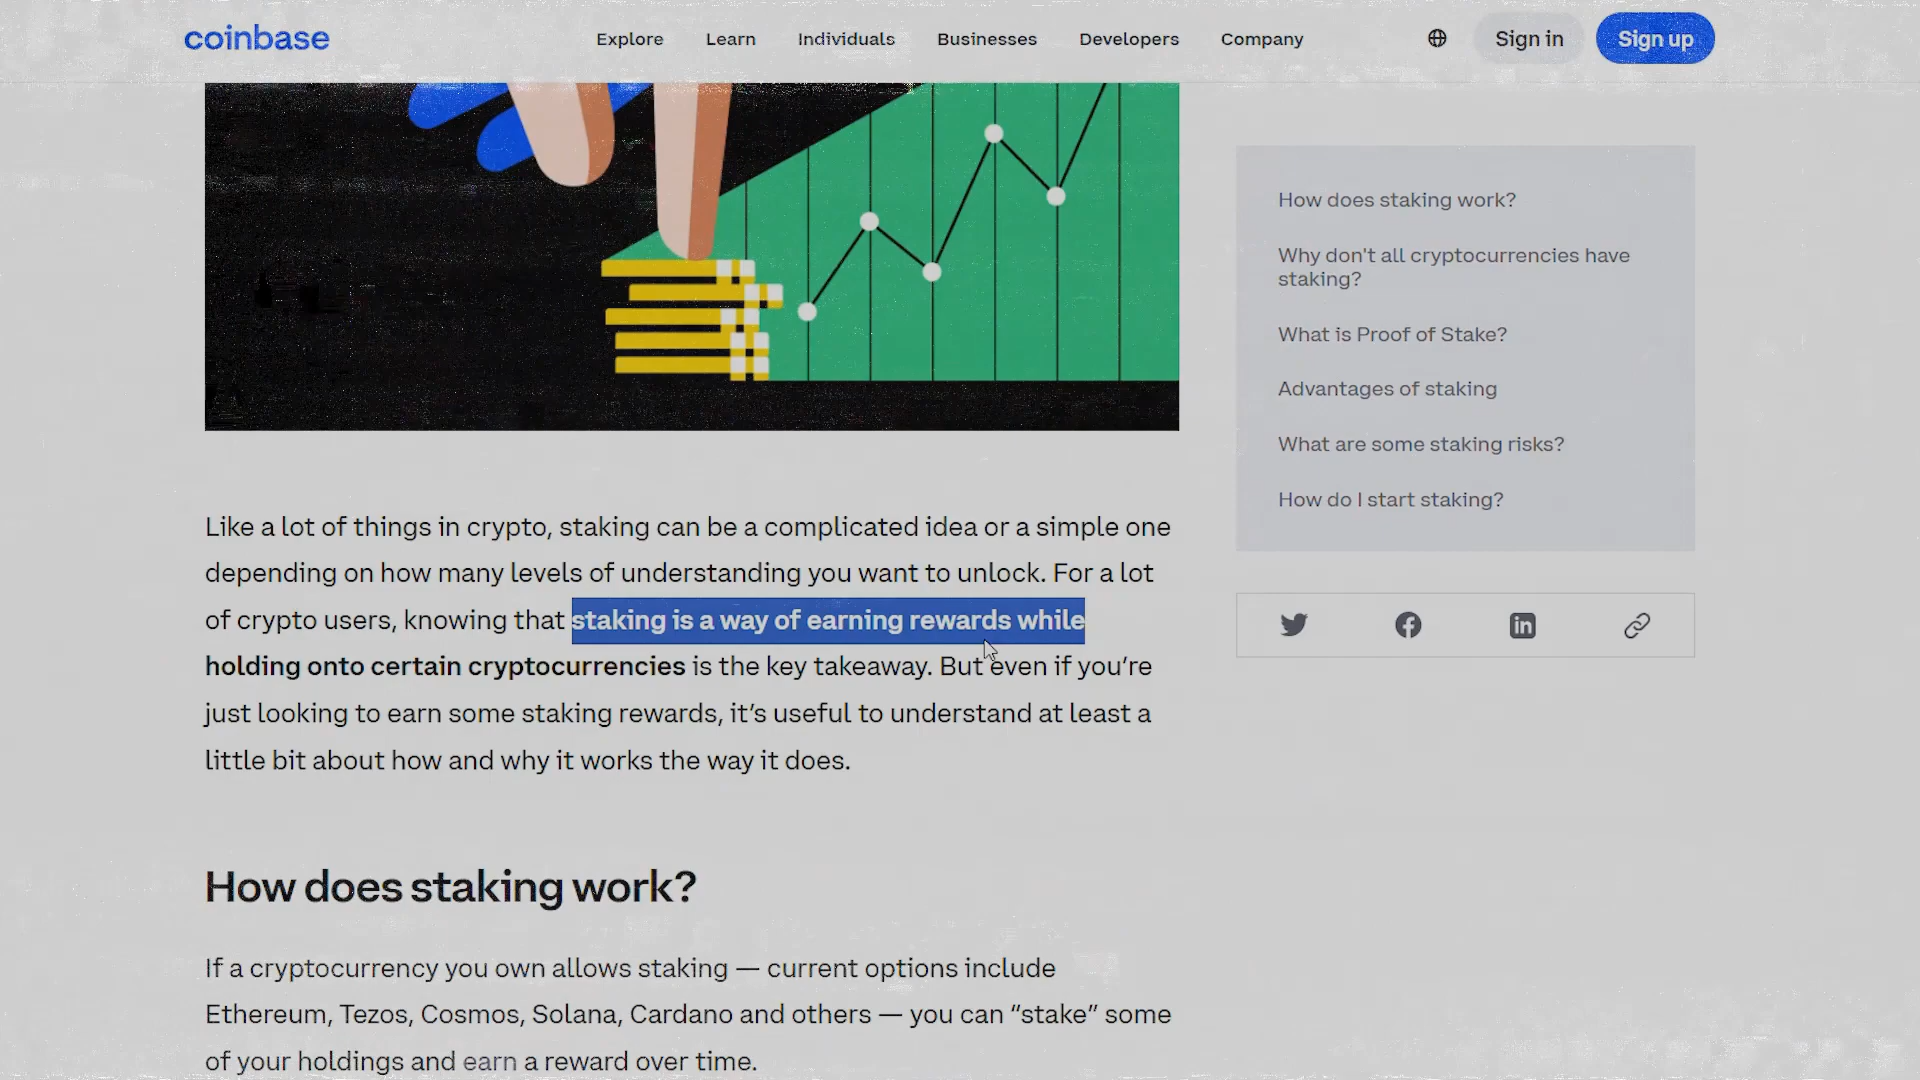 coinbase
Explore
Learn
Individuals
Businesses
Developers
Company
Sign in
Sign up
How does staking work?
Why don't all cryptocurrencies have
staking?
What is Proof of Stake?
Advantages of staking
What are some staking risks?
How do I start staking?
Like a lot of things in crypto, staking can be a complicated idea or a simple one
depending on how many levels of understanding you want to unlock. For a lot
of crypto users, knowing that staking is a way of earning rewards while
holding onto certain cryptocurrencies is the key takeaway. But even if you’re
just looking to earn some staking rewards, it’s useful to understand at least a
little bit about how and why it works the way it does.
How does staking work?
If a cryptocurrency you own allows staking — current options include
Ethereum, Tezos, Cosmos, Solana, Cardano and others — you can “stake” some
of your holdings and earn a reward over time.